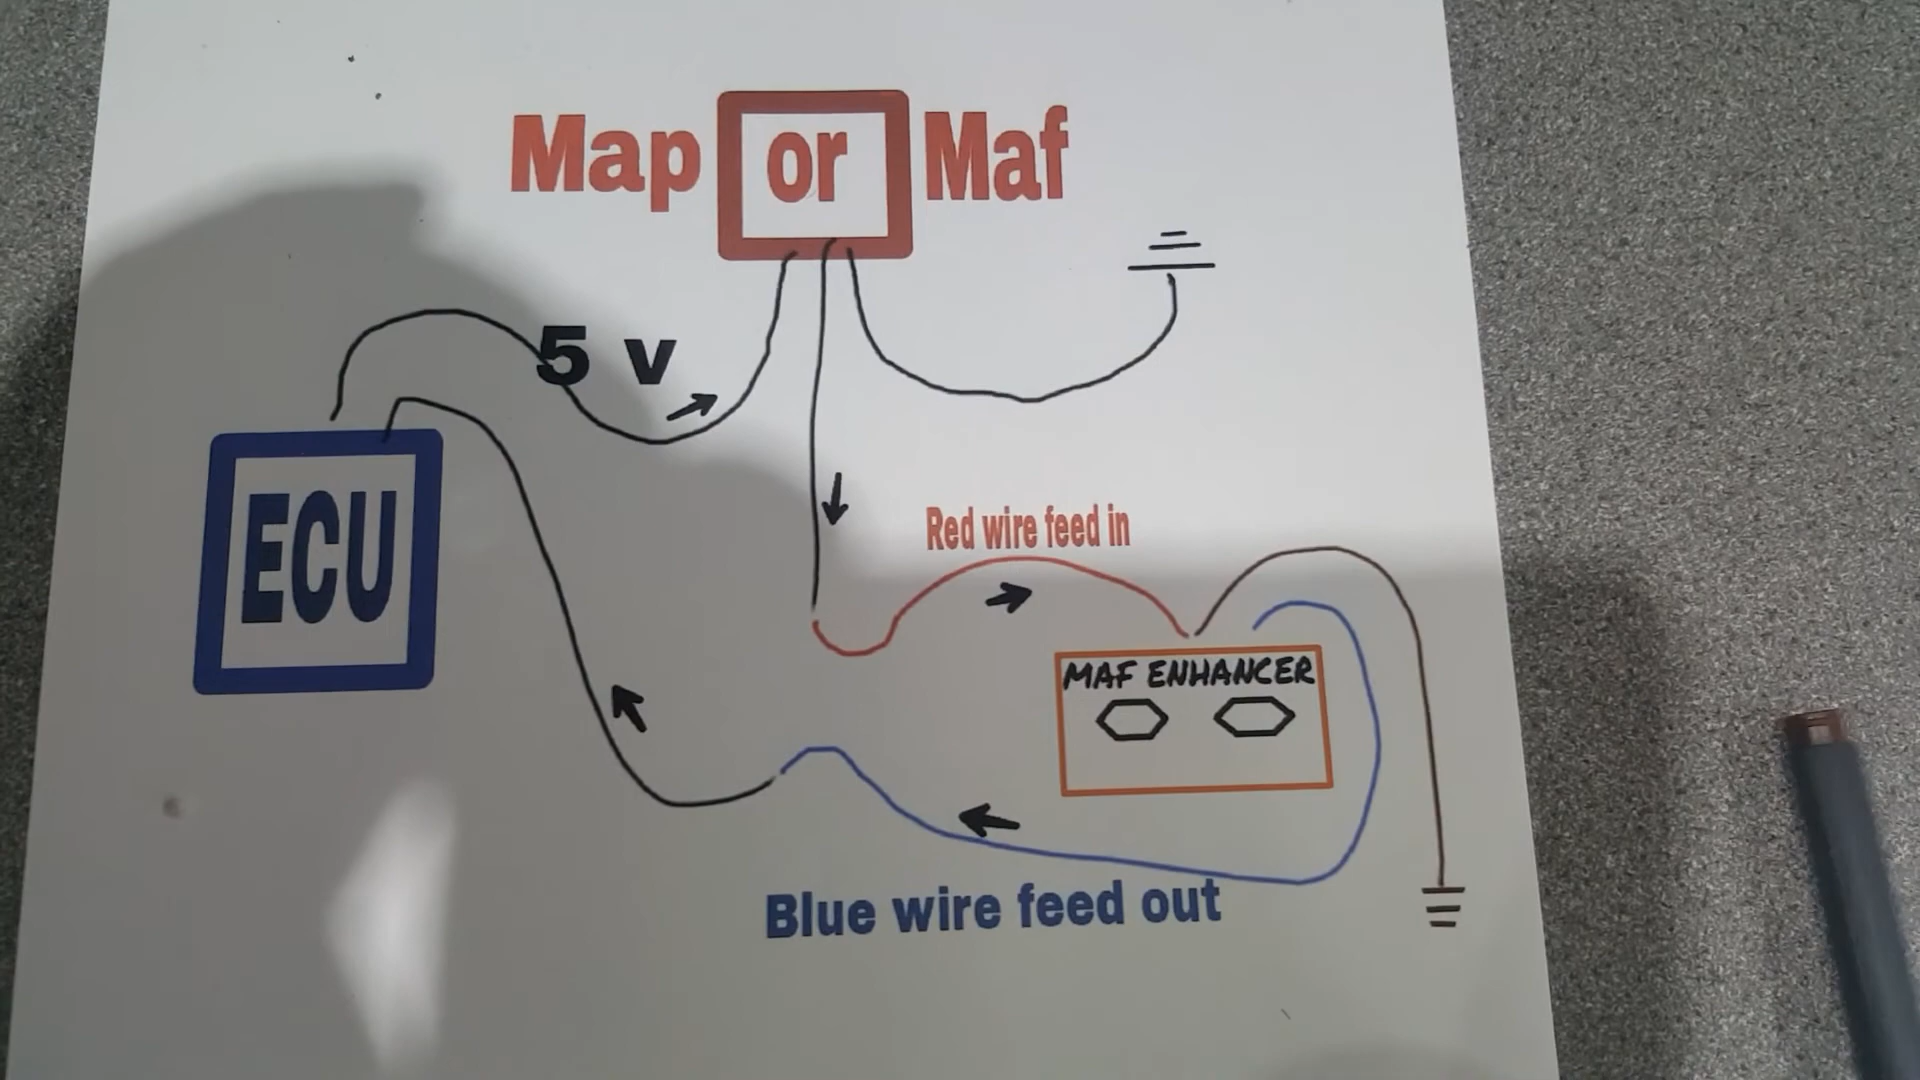 Map or Maf
5 v
ECU
Red wire feed in
MAF ENHANCER
Blue wire feed out